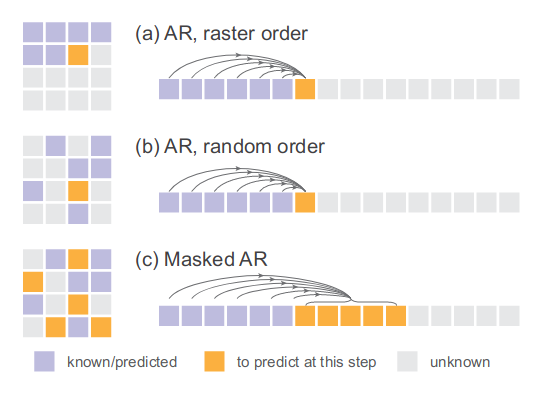 (a) AR, raster order
(b) AR, random order
(c) Masked AR
known/predicted to predict at this step unknown